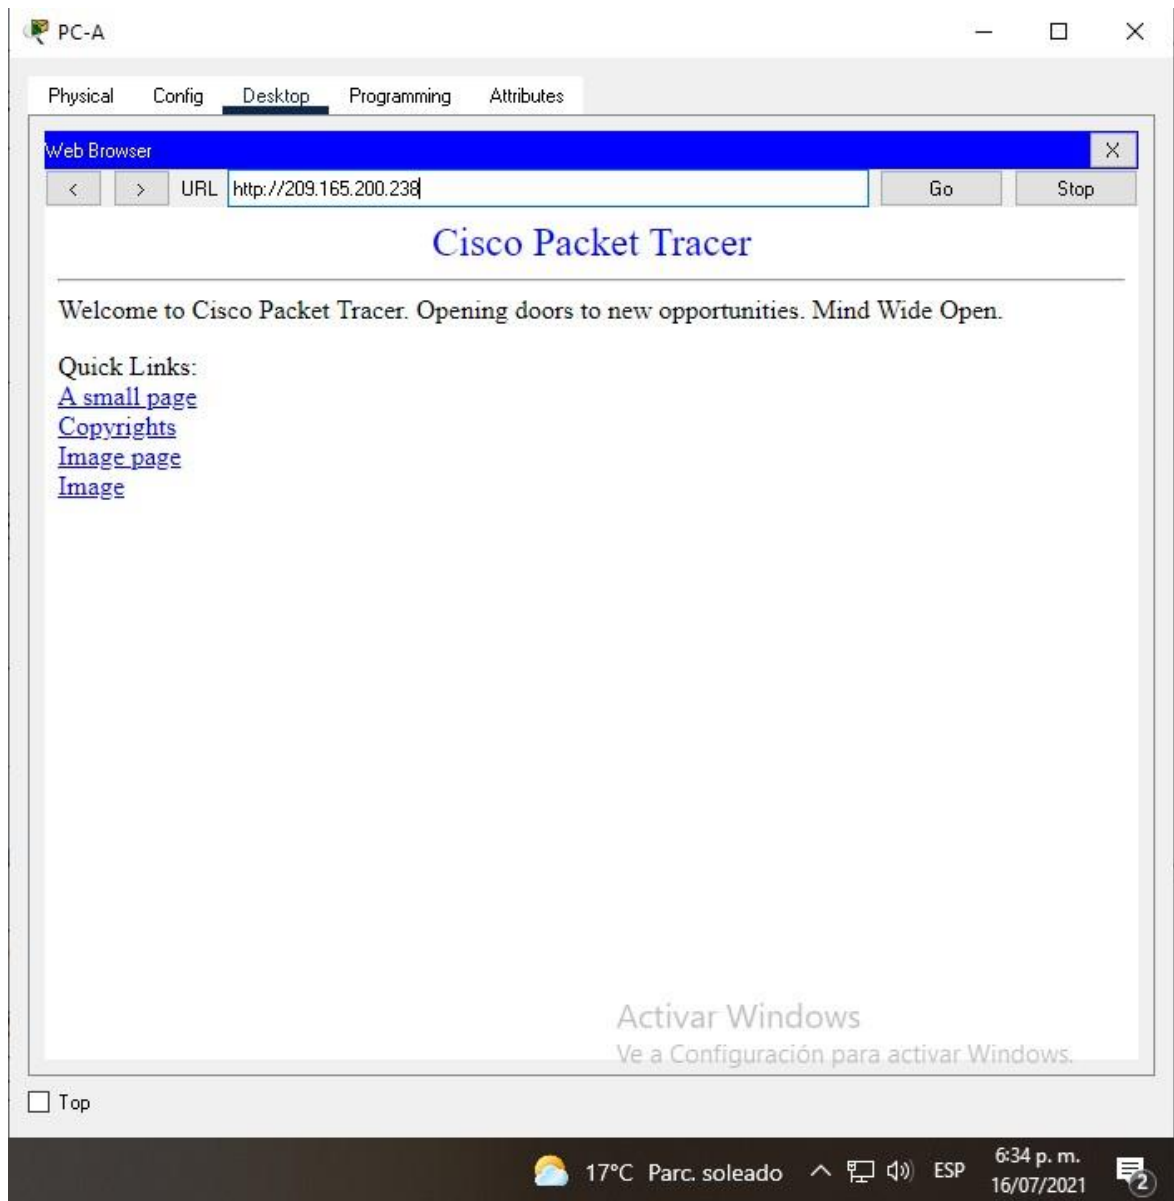 PC-A
Physical Config Desktop Programming Attributes
Web Browser X
< > URL http://209.165.200.238 Go Stop
Cisco Packet Tracer
Welcome to Cisco Packet Tracer. Opening doors to new opportunities. Mind Wide Open.
Quick Links:
A small page
Copyrights
Image page
Image
Activar Windows
Ve a Configuración para activar Windows.
Top
17°C Parc. soleado ESP 6:34 p. m.
16/07/2021 2